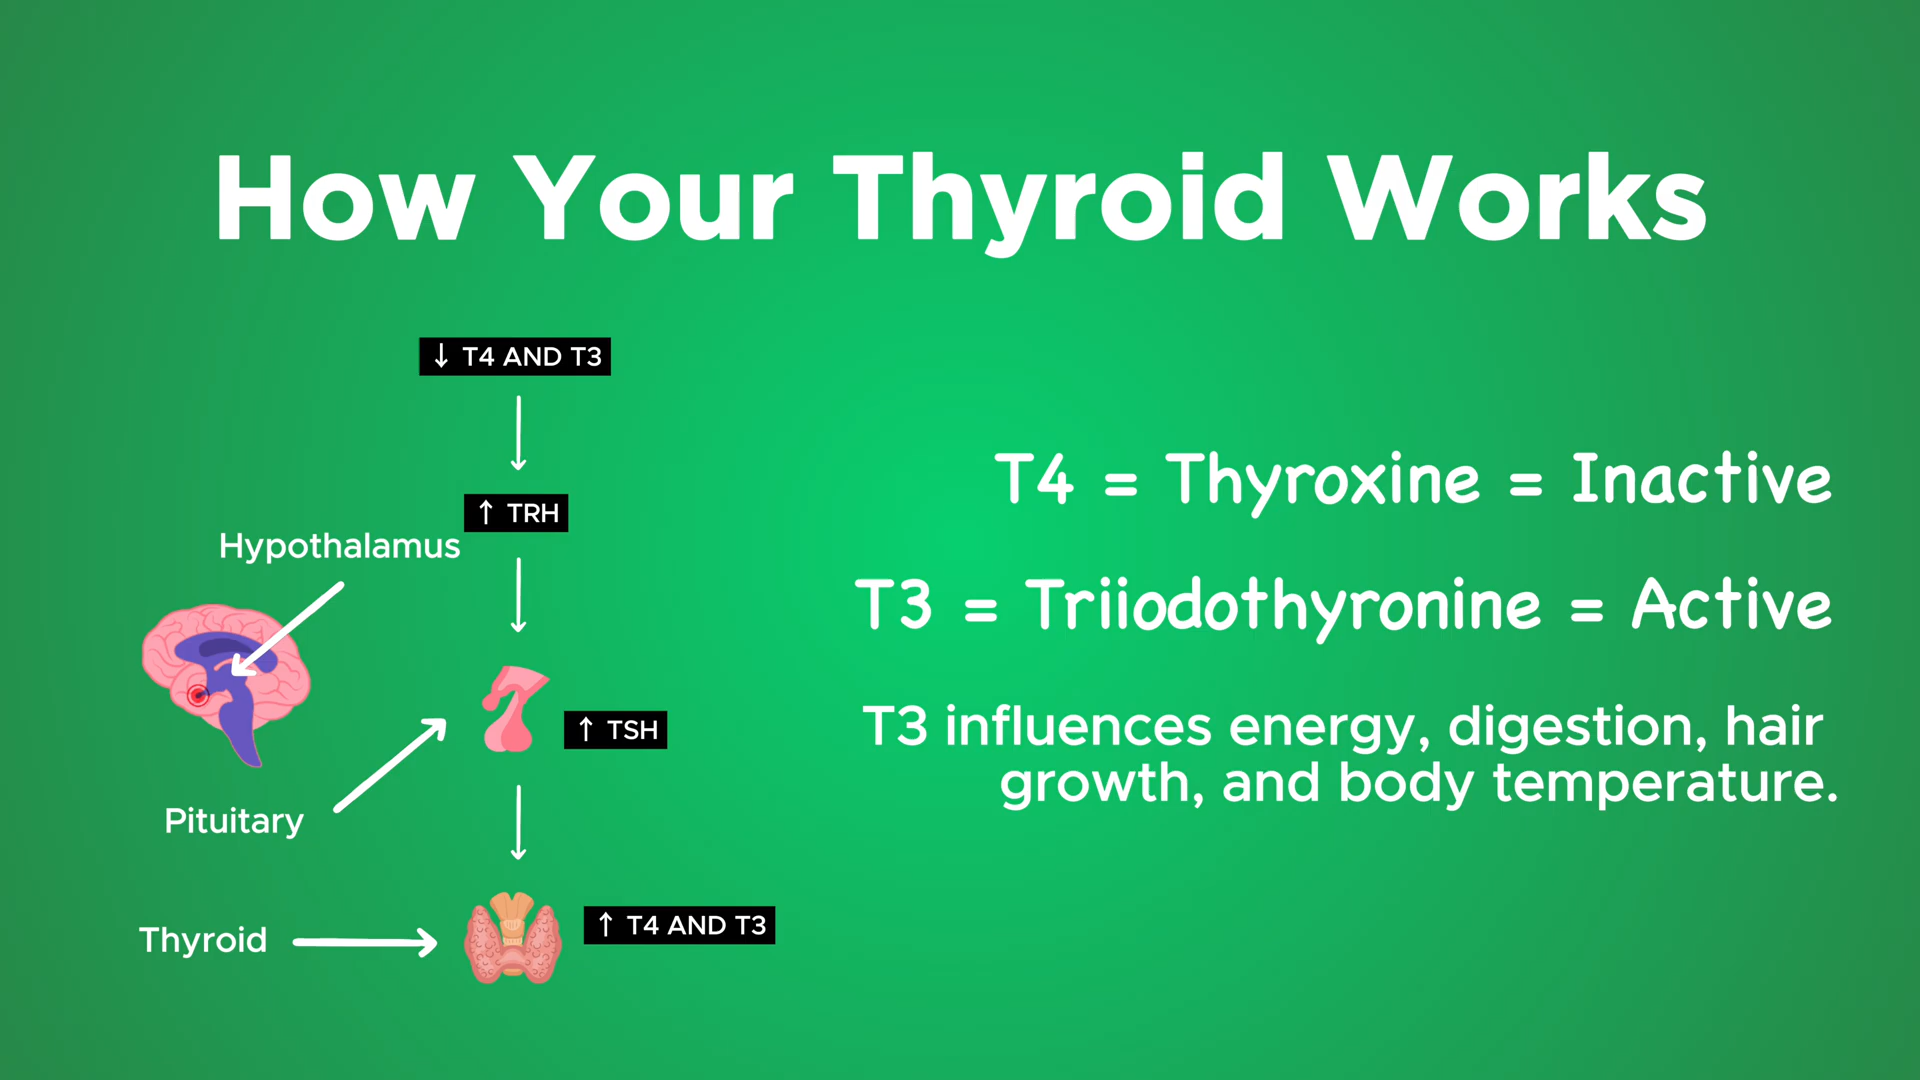 How Your Thyroid Works
↓ T4 AND T3
↑ TRH
Hypothalamus
↑ TSH
Pituitary
Thyroid
↑ T4 AND T3
T4 = Thyroxine = Inactive
T3 = Triiodothyronine = Active
T3 influences energy, digestion, hair
growth, and body temperature.